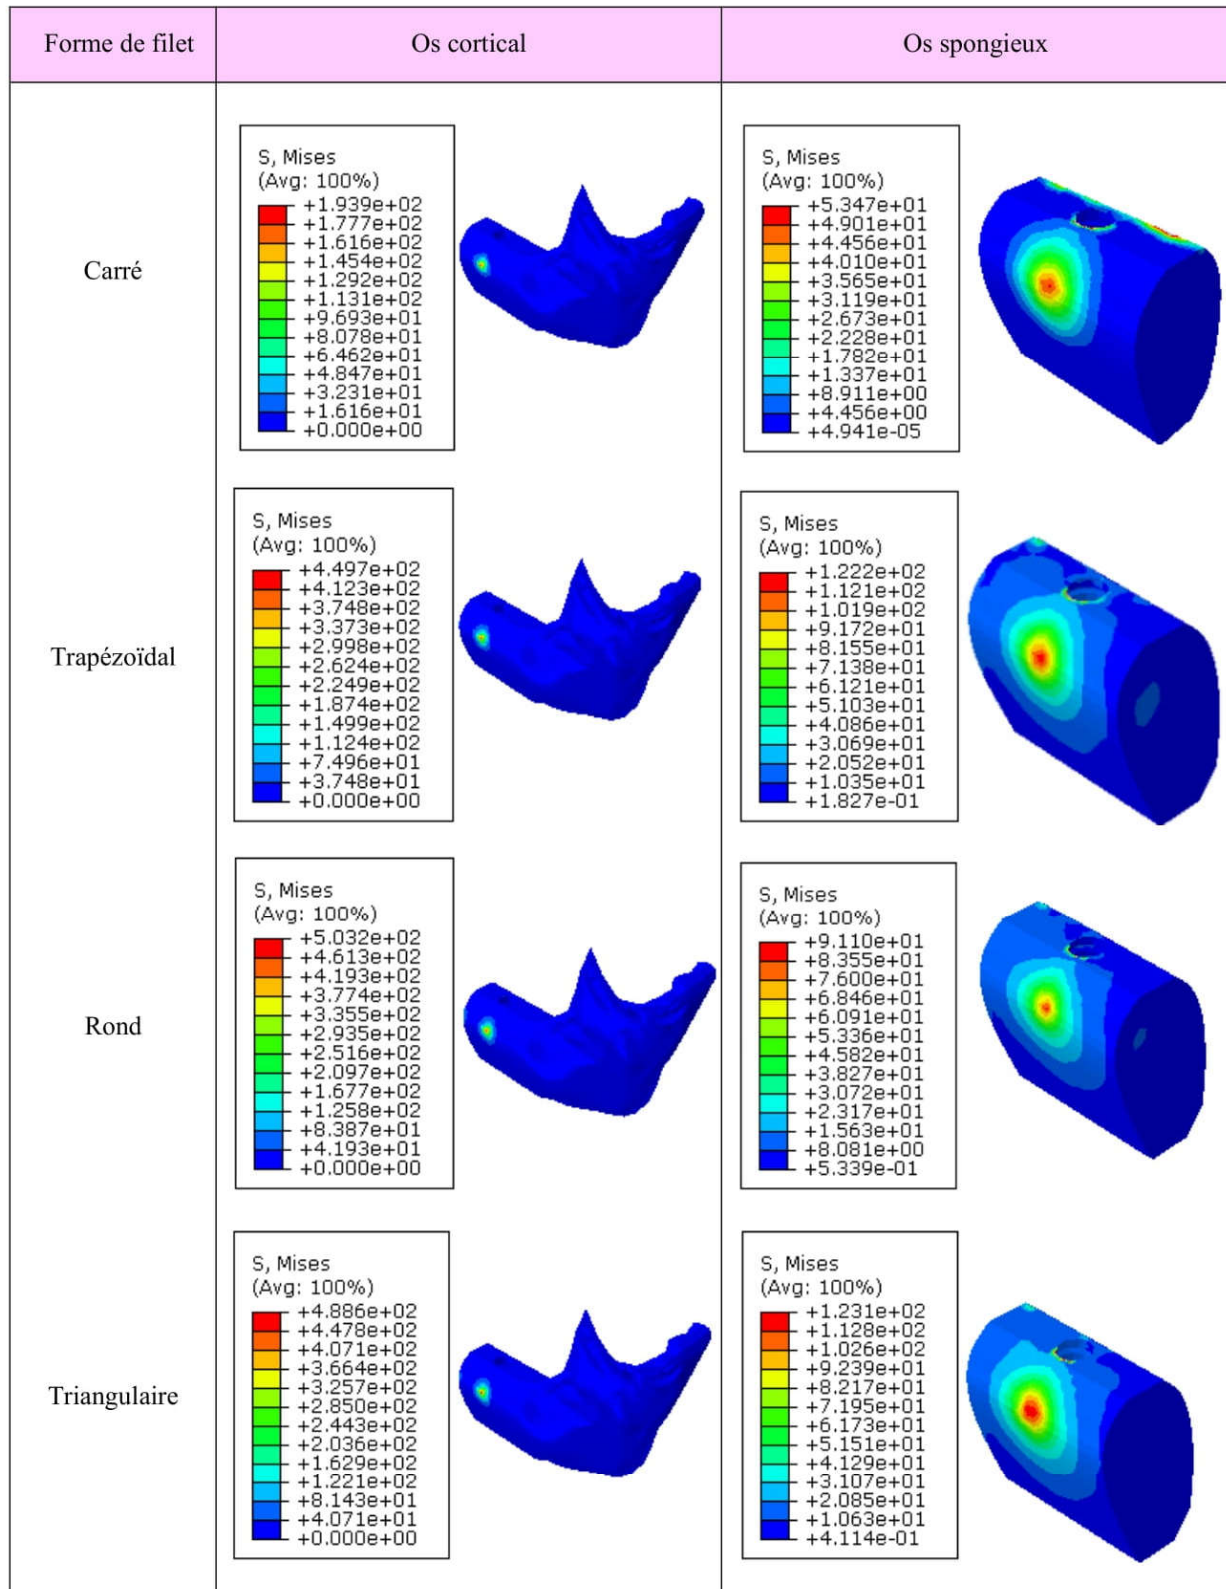 Forme de filet
Os cortical
Os spongieux
Carré
S, Mises
(Avg: 100%)
+1.939e+02
+1.777e+02
+1.616e+02
+1.454e+02
+1.292e+02
+1.131e+02
+9.693e+01
+8.078e+01
+6.462e+01
+4.847e+01
+3.231e+01
+1.616e+01
+0.000e+00
S, Mises
(Avg: 100%)
+5.347e+01
+4.901e+01
+4.456e+01
+4.010e+01
+3.565e+01
+3.119e+01
+2.673e+01
+2.228e+01
+1.782e+01
+1.337e+01
+8.911e+00
+4.456e+00
+4.941e-05
Trapézoïdal
S, Mises
(Avg: 100%)
+4.497e+02
+4.123e+02
+3.748e+02
+3.373e+02
+2.998e+02
+2.624e+02
+2.249e+02
+1.874e+02
+1.499e+02
+1.124e+02
+7.496e+01
+3.748e+01
+0.000e+00
S, Mises
(Avg: 100%)
+1.222e+02
+1.121e+02
+1.019e+02
+9.172e+01
+8.155e+01
+7.138e+01
+6.121e+01
+5.103e+01
+4.086e+01
+3.069e+01
+2.052e+01
+1.035e+01
+1.827e-01
Rond
S, Mises
(Avg: 100%)
+5.032e+02
+4.613e+02
+4.193e+02
+3.774e+02
+3.355e+02
+2.935e+02
+2.516e+02
+2.097e+02
+1.677e+02
+1.258e+02
+8.387e+01
+4.193e+01
+0.000e+00
S, Mises
(Avg: 100%)
+9.110e+01
+8.355e+01
+7.600e+01
+6.846e+01
+6.091e+01
+5.336e+01
+4.582e+01
+3.827e+01
+3.072e+01
+2.317e+01
+1.563e+01
+8.081e+00
+5.339e-01
Triangulaire
S, Mises
(Avg: 100%)
+4.886e+02
+4.478e+02
+4.071e+02
+3.664e+02
+3.257e+02
+2.850e+02
+2.443e+02
+2.036e+02
+1.629e+02
+1.221e+02
+8.143e+01
+4.071e+01
+0.000e+00
S, Mises
(Avg: 100%)
+1.231e+02
+1.128e+02
+1.026e+02
+9.239e+01
+8.217e+01
+7.195e+01
+6.173e+01
+5.151e+01
+4.129e+01
+3.107e+01
+2.085e+01
+1.063e+01
+4.114e-01